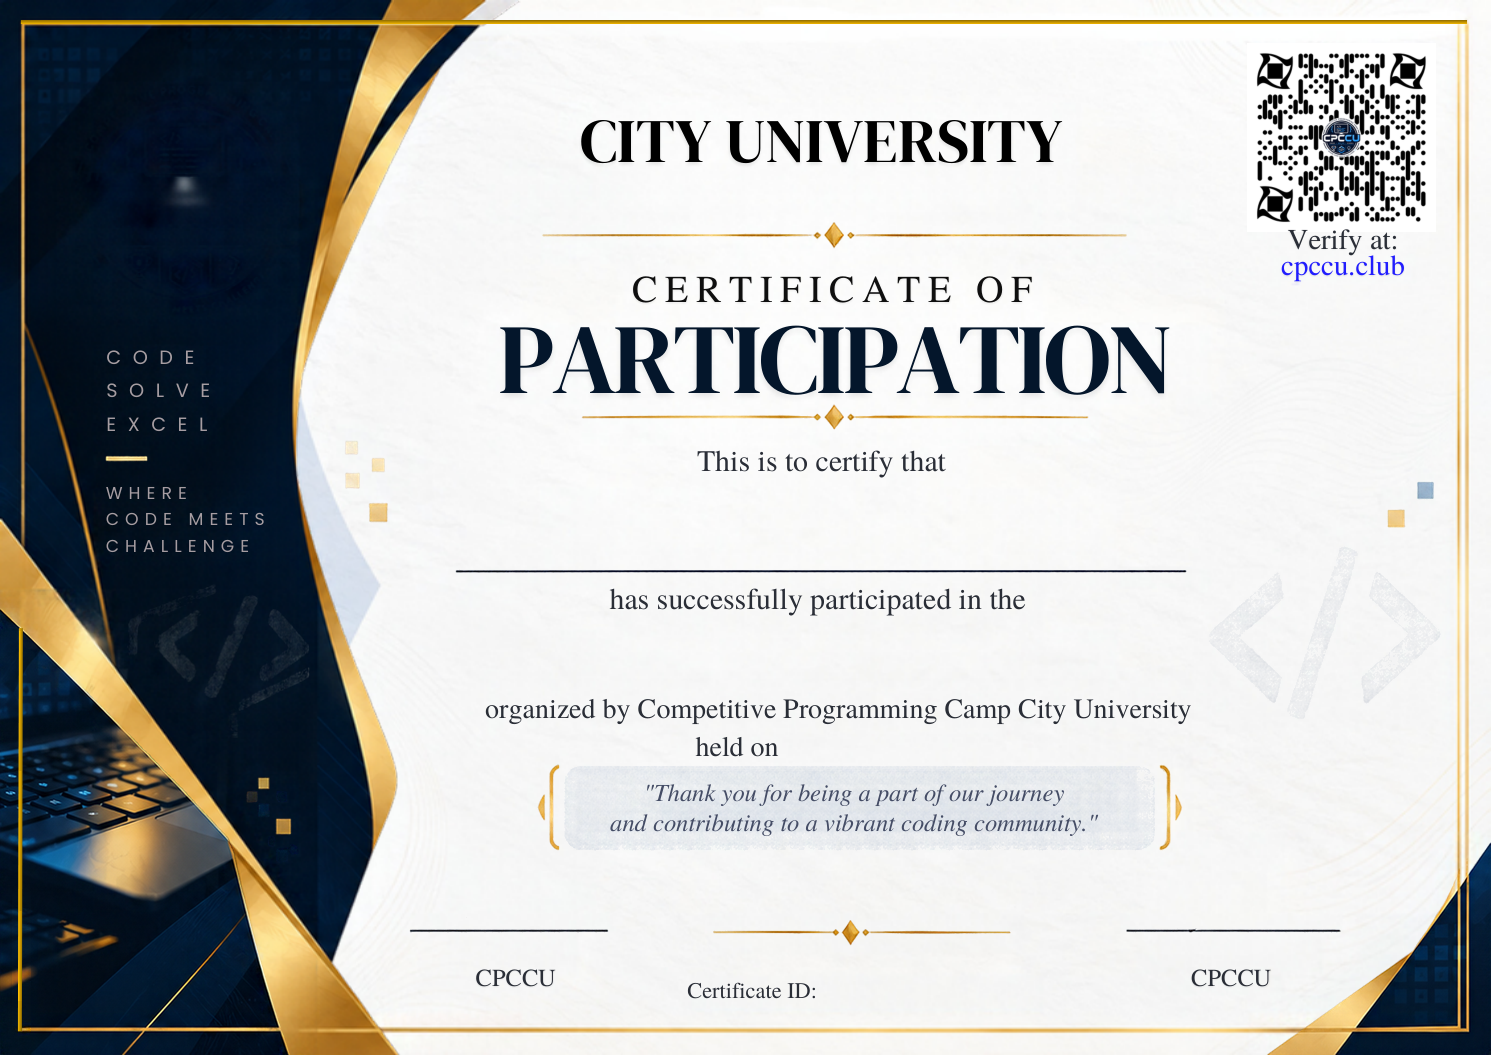 CITY UNIVERSITY
CPCCU
Verify at:
cpccu.club
CERTIFICATE OF
PARTICIPATION
This is to certify that
has successfully participated in the
organized by Competitive Programming Camp City University
held on
"Thank you for being a part of our journey
and contributing to a vibrant coding community."
CODE
SOLVE
EXCEL
WHERE
CODE MEETS
CHALLENGE
CPCCU
Certificate ID:
CPCCU